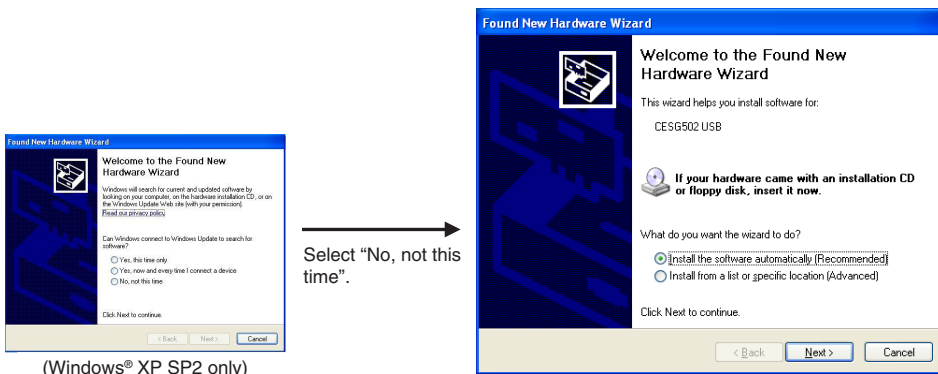 Found New Hardware Wizard
Welcome to the Found New
Hardware Wizard
Windows will search for current and updated software by
looking on your computer, on the hardware installation CD, or on
the Windows Update Web site (with your permission).
Read our privacy policy
Can Windows connect to Windows Update to search for
software?
Yes, this time only
Yes, now and every time I connect a device
No, not this time
Click Next to continue.
< Back
Next >
Cancel
(Windows® XP SP2 only)
Select “No, not this
time”.
Found New Hardware Wizard
Welcome to the Found New
Hardware Wizard
This wizard helps you install software for:
CESG502 USB
If your hardware came with an installation CD
or floppy disk, insert it now.
What do you want the wizard to do?
Install the software automatically (Recommended)
Install from a list or specific location (Advanced)
Click Next to continue.
< Back
Next >
Cancel